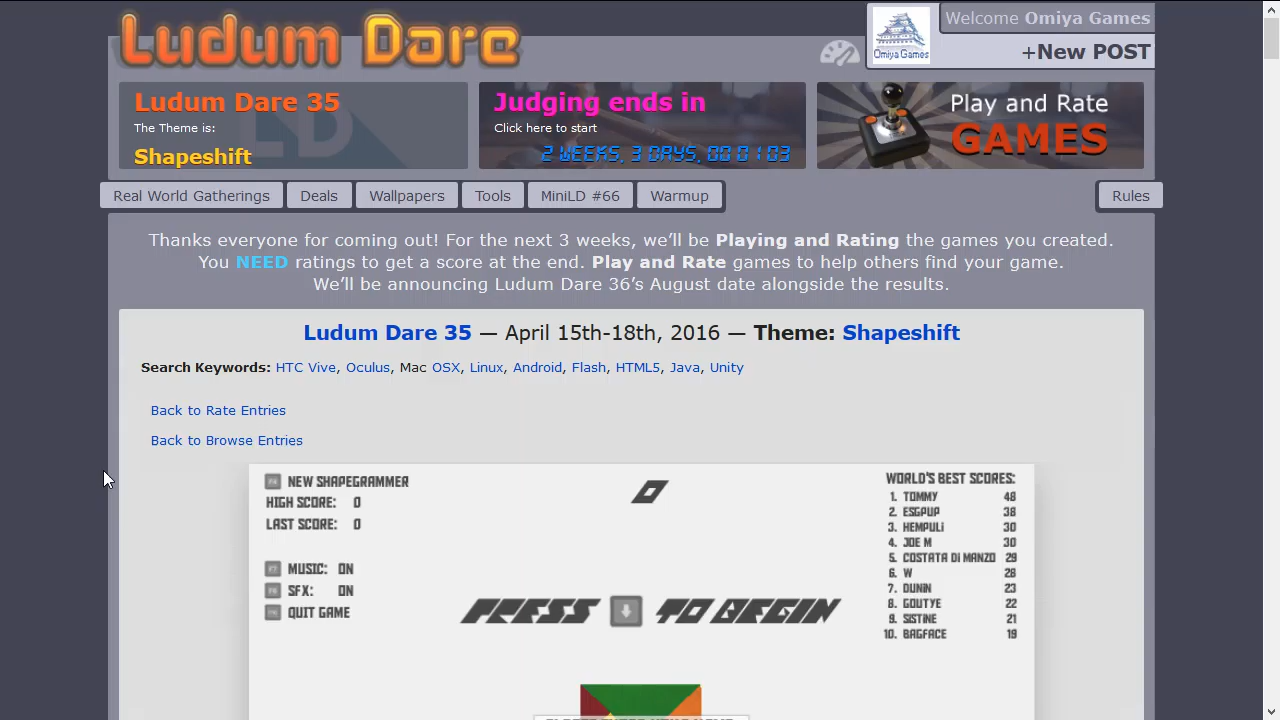 Ludum Dare
Welcome Omiya Games
Omiya Games
+New POST
Ludum Dare 35
The Theme is:
Shapeshift
Judging ends in
Click here to start
2 WEEKS, 3 DAYS, 00:01:03
Play and Rate
GAMES
Real World Gatherings
Deals
Wallpapers
Tools
MiniLD #66
Warmup
Rules
Thanks everyone for coming out! For the next 3 weeks, we'll be Playing and Rating the games you created.
You NEED ratings to get a score at the end. Play and Rate games to help others find your game.
We'll be announcing Ludum Dare 36's August date alongside the results.
Ludum Dare 35 — April 15th-18th, 2016 — Theme: Shapeshift
Search Keywords: HTC Vive, Oculus, Mac OSX, Linux, Android, Flash, HTML5, Java, Unity
Back to Rate Entries
Back to Browse Entries
NEW SHAPEGRAMMER
HIGH SCORE: 0
LAST SCORE: 0
MUSIC: ON
SFX: ON
QUIT GAME
0
PRESS TO BEGIN
WORLD'S BEST SCORES:
1. TOMMY 48
2. ESGPUP 38
3. HEMPULI 30
4. JOE M 30
5. COSTATA DI MANZO 29
6. W 28
7. DUNIN 23
8. GOUTYE 22
9. SISTINE 21
10. BAGFACE 19